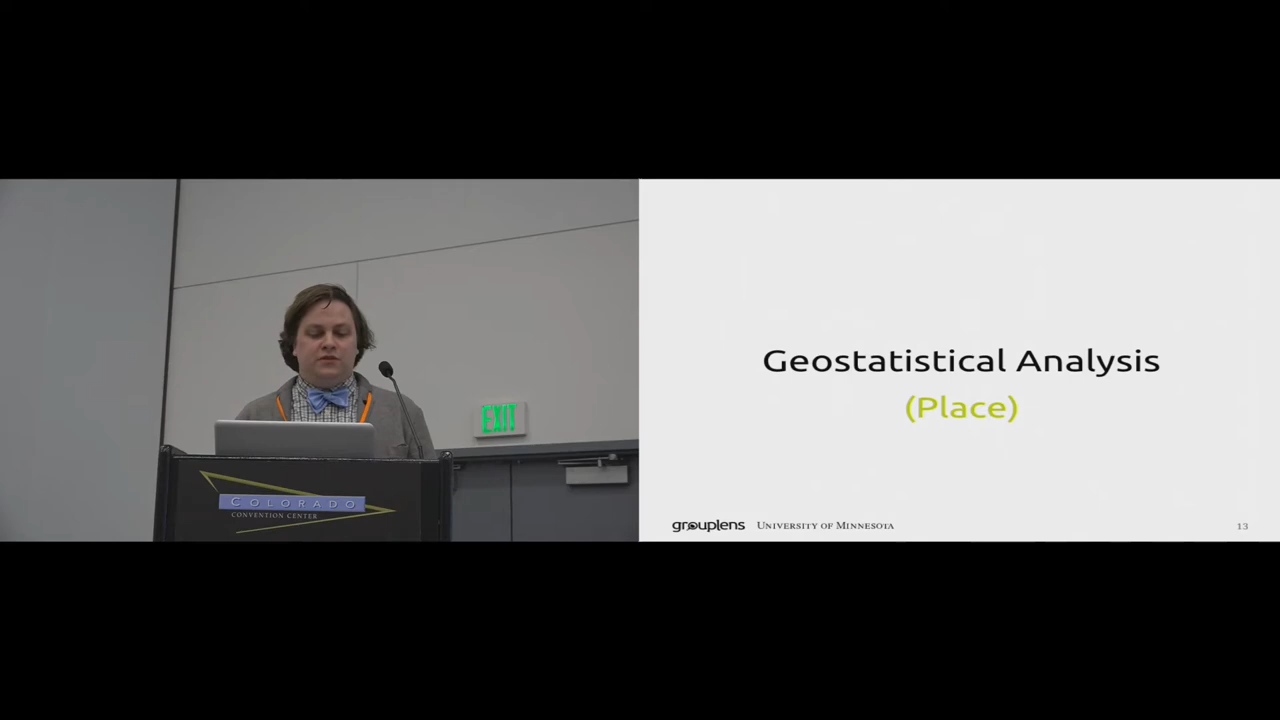 EXIT
COLORADO
CONVENTION CENTER
Geostatistical Analysis
(Place)
grouplens UNIVERSITY OF MINNESOTA
13